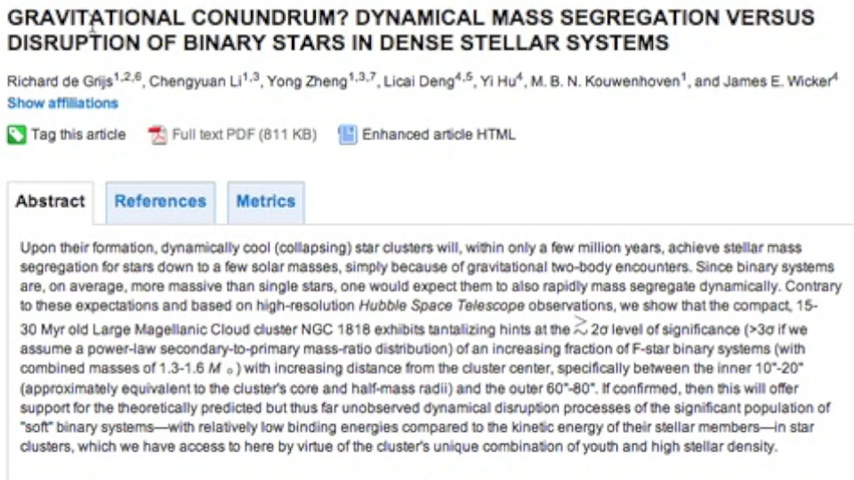 GRAVITATIONAL CONUNDRUM? DYNAMICAL MASS SEGREGATION VERSUS
DISRUPTION OF BINARY STARS IN DENSE STELLAR SYSTEMS
Richard de Grijs1,2,6, Chengyuan Li1,3, Yong Zheng1,3,7, Licai Deng4,5, Yi Hu4, M. B. N. Kouwenhoven1, and James E. Wicker4
Show affiliations
Tag this article Full text PDF (811 KB) Enhanced article HTML
Abstract References Metrics
Upon their formation, dynamically cool (collapsing) star clusters will, within only a few million years, achieve stellar mass
segregation for stars down to a few solar masses, simply because of gravitational two-body encounters. Since binary systems
are, on average, more massive than single stars, one would expect them to also rapidly mass segregate dynamically. Contrary
to these expectations and based on high-resolution Hubble Space Telescope observations, we show that the compact, 15-
30 Myr old Large Magellanic Cloud cluster NGC 1818 exhibits tantalizing hints at the ≳ 2σ level of significance (>3σ if we
assume a power-law secondary-to-primary mass-ratio distribution) of an increasing fraction of F-star binary systems (with
combined masses of 1.3-1.6 M ☉) with increasing distance from the cluster center, specifically between the inner 10"-20"
(approximately equivalent to the cluster's core and half-mass radii) and the outer 60"-80". If confirmed, then this will offer
support for the theoretically predicted but thus far unobserved dynamical disruption processes of the significant population of
"soft" binary systems—with relatively low binding energies compared to the kinetic energy of their stellar members—in star
clusters, which we have access to here by virtue of the cluster's unique combination of youth and high stellar density.